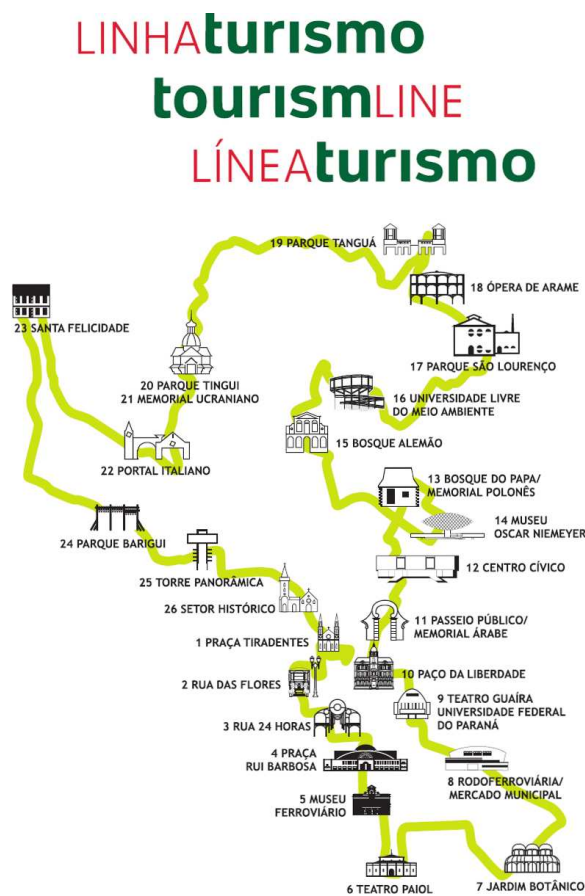 LINHAturismo
tourismLINE
LÍNEAturismo
19 PARQUE TANGUÁ
18 ÓPERA DE ARAME
23 SANTA FELICIDADE
17 PARQUE SÃO LOURENÇO
20 PARQUE TINGUI
21 MEMORIAL UCRANIANO
16 UNIVERSIDADE LIVRE
DO MEIO AMBIENTE
15 BOSQUE ALEMÃO
22 PORTAL ITALIANO
13 BOSQUE DO PAPA/
MEMORIAL POLONÊS
14 MUSEU
OSCAR NIEMEYER
24 PARQUE BARIGUI
12 CENTRO CÍVICO
25 TORRE PANORÂMICA
26 SETOR HISTÓRICO
11 PASSEIO PÚBLICO/
MEMORIAL ÁRABE
1 PRAÇA TIRADENTES
10 PAÇO DA LIBERDADE
2 RUA DAS FLORES
9 TEATRO GUAÍRA
UNIVERSIDADE FEDERAL
DO PARANÁ
3 RUA 24 HORAS
4 PRAÇA
RUI BARBOSA
8 RODOFERROVIÁRIA/
MERCADO MUNICIPAL
5 MUSEU
FERROVIÁRIO
6 TEATRO PAIOL
7 JARDIM BOTÂNICO